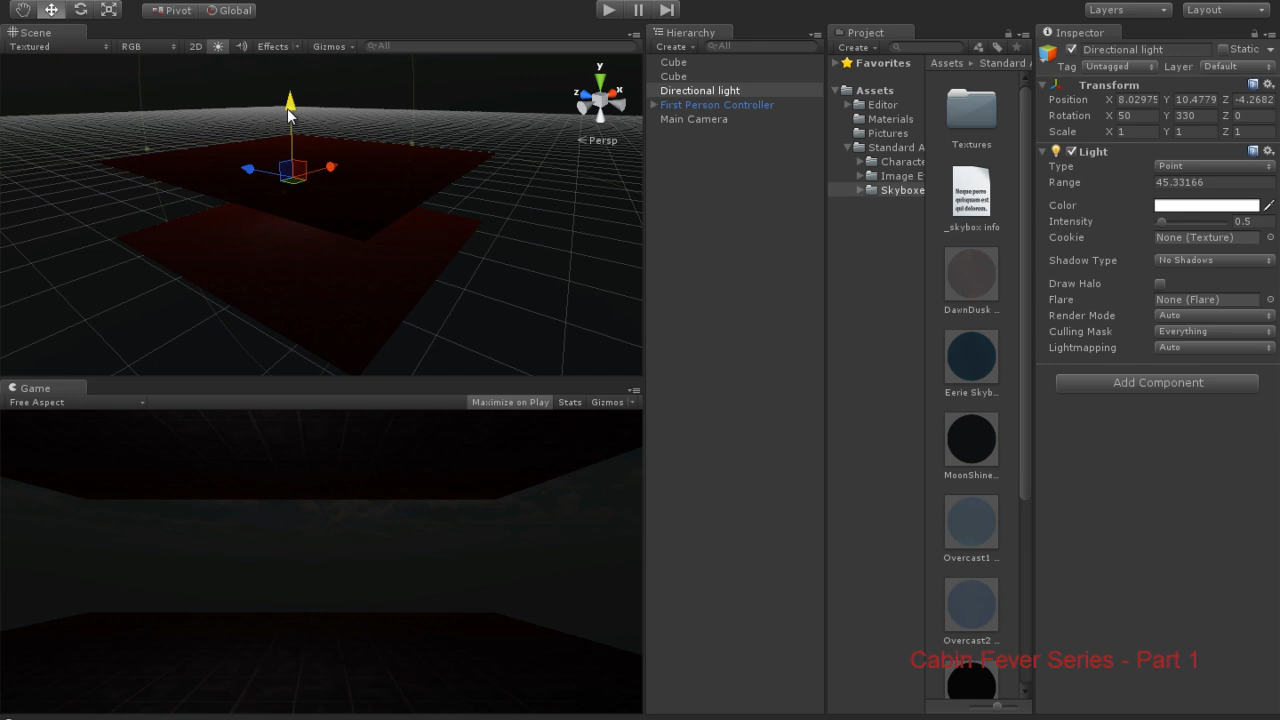 Pivot Global Layers Layout
Scene
Textured RGB 2D Effects Gizmos All
y
z x
Persp
Game
Free Aspect Maximize on Play Stats Gizmos
Hierarchy
Create All
Cube
Cube
Directional light
First Person Controller
Main Camera
Project
Create
Favorites
Assets
Editor
Materials
Pictures
Standard A
Characte
Image E
Skyboxe
Assets Standard A
Textures
_skybox info
DawnDusk ...
Eerie Skyb...
MoonShine...
Overcast1 ...
Overcast2 ...
Inspector
Directional light Static
Tag Untagged Layer Default
Transform
Position X 8.02975 Y 10.4779 Z -4.2682
Rotation X 50 Y 330 Z 0
Scale X 1 Y 1 Z 1
Light
Type Point
Range 45.33166
Color
Intensity 0.5
Cookie None (Texture)
Shadow Type No Shadows
Draw Halo
Flare None (Flare)
Render Mode Auto
Culling Mask Everything
Lightmapping Auto
Add Component
Cabin Fever Series - Part 1